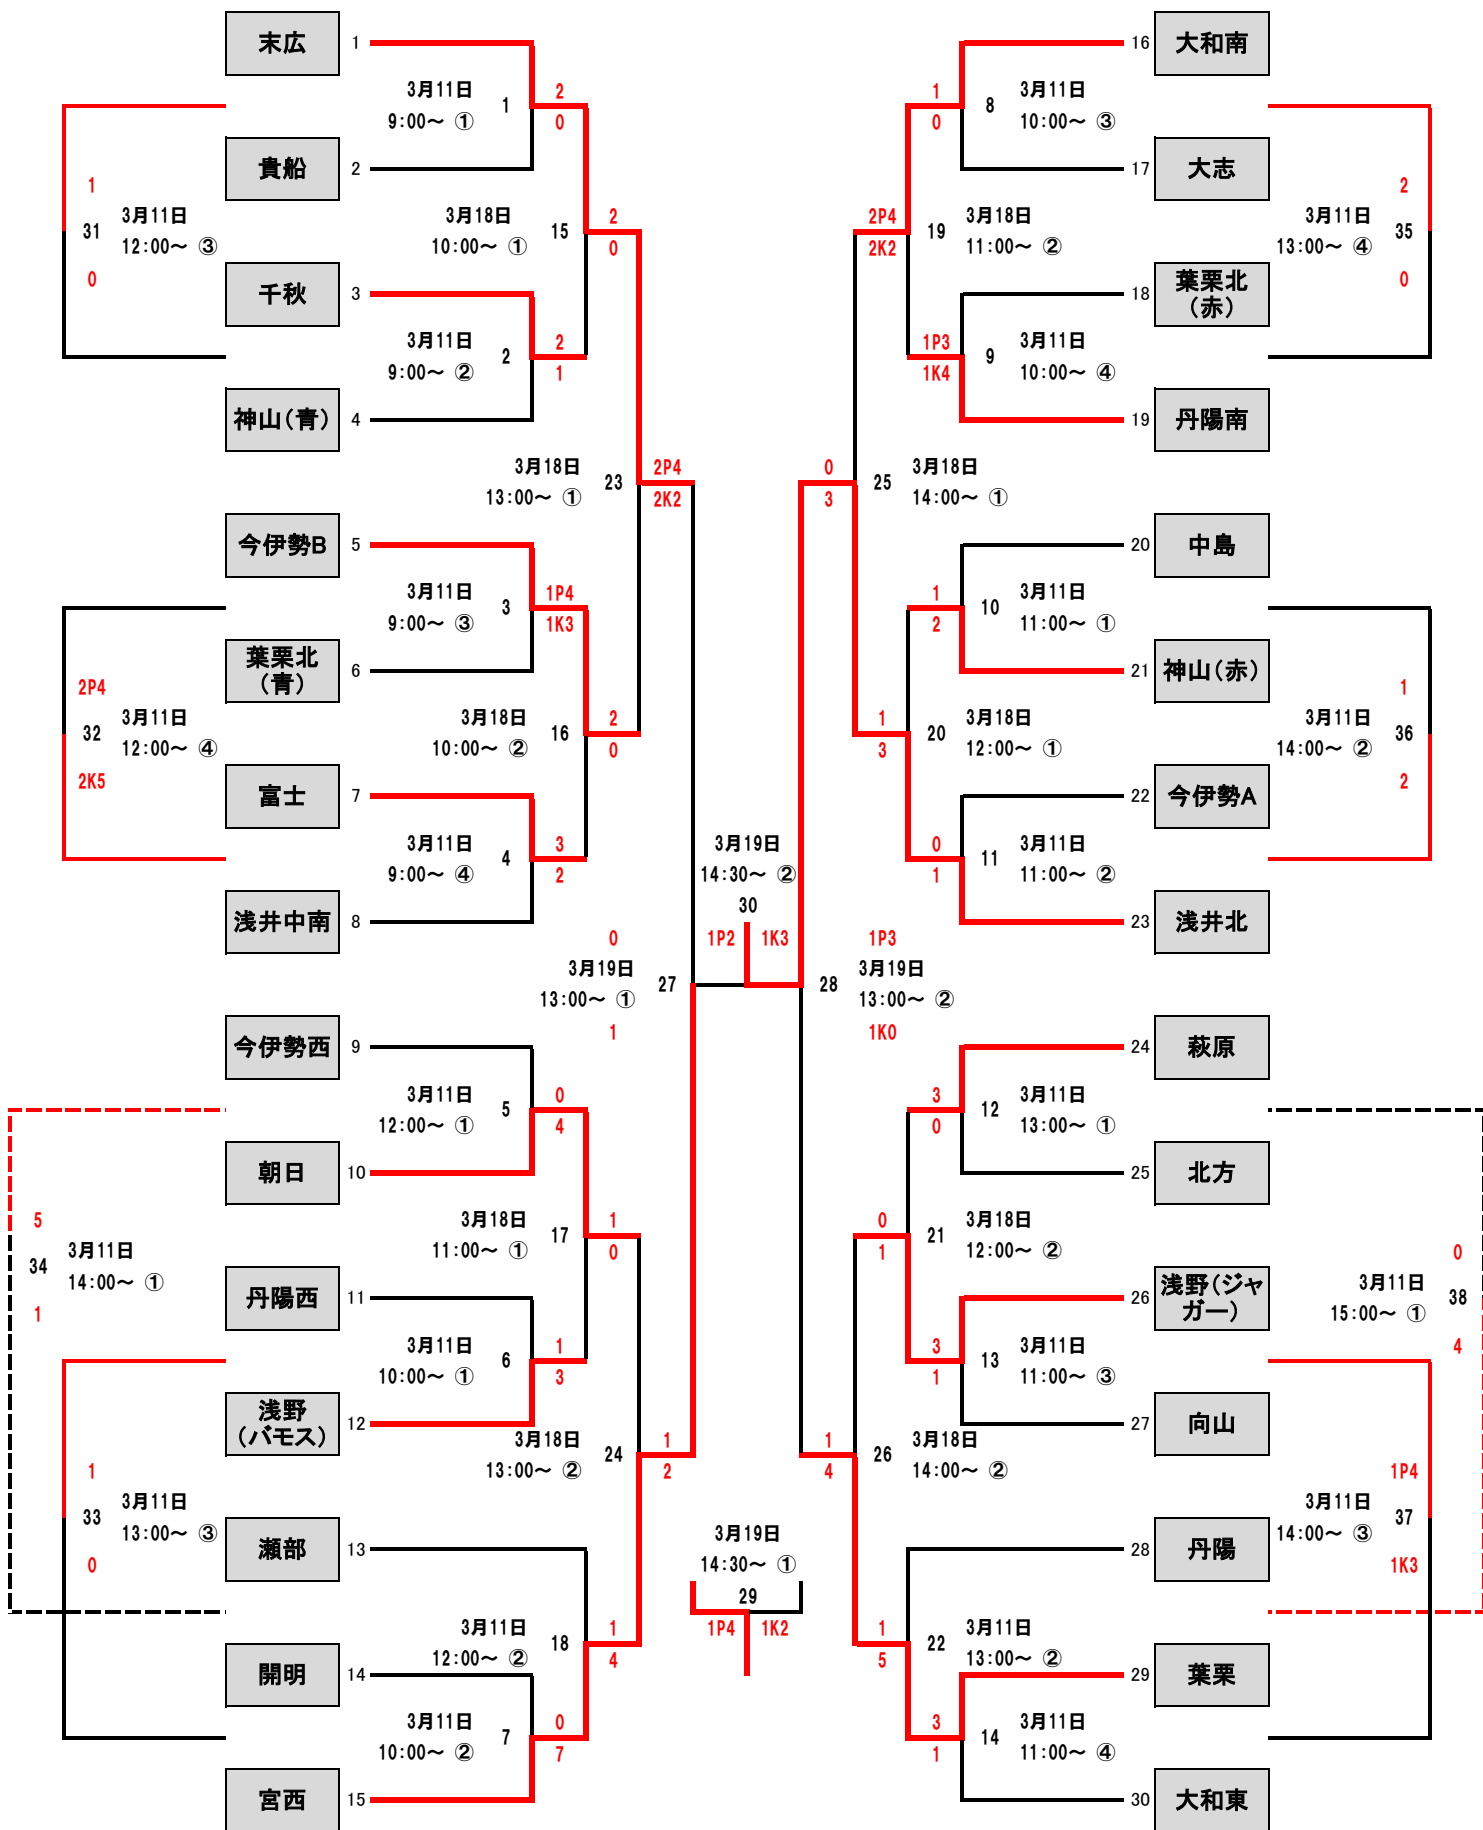 末広 1
16 大和南
3月11日
9:00～ ①
1
2
0
1
0
8
3月11日
10:00～ ③
貴船 2
17 大志
1
31
0
3月11日
12:00～ ③
3月18日
10:00～ ①
15
2
0
2P4
2K2
19
3月18日
11:00～ ②
3月11日
13:00～ ④
2
35
0
千秋 3
18 葉栗北
（赤）
3月11日
9:00～ ②
2
2
1
1P3
1K4
9
3月11日
10:00～ ④
神山（青） 4
19 丹陽南
3月18日
13:00～ ①
23
2P4
2K2
0
3
25
3月18日
14:00～ ①
今伊勢B 5
20 中島
3月11日
9:00～ ③
3
1P4
1K3
1
2
10
3月11日
11:00～ ①
葉栗北
（青） 6
21 神山（赤）
2P4
32
2K5
3月11日
12:00～ ④
3月18日
10:00～ ②
16
2
0
1
3
20
3月18日
12:00～ ①
3月11日
14:00～ ②
1
36
2
富士 7
22 今伊勢A
3月11日
9:00～ ④
4
3
2
3月19日
14:30～ ②
30
1P2 1K3
0
1
11
3月11日
11:00～ ②
浅井中南 8
23 浅井北
0
3月19日
13:00～ ①
27
1
28
1P3
3月19日
13:00～ ②
1K0
今伊勢西 9
24 萩原
3月11日
12:00～ ①
5
0
4
3
0
12
3月11日
13:00～ ①
朝日 10
25 北方
5
34
1
3月11日
14:00～ ①
3月18日
11:00～ ①
17
1
0
0
1
21
3月18日
12:00～ ②
3月11日
15:00～ ①
0
38
4
丹陽西 11
26 浅野（ジャ
ガー）
3月11日
10:00～ ①
6
1
3
3
1
13
3月11日
11:00～ ③
浅野
（バモス） 12
27 向山
3月18日
13:00～ ②
24
1
2
1
4
26
3月18日
14:00～ ②
1
33
0
3月11日
13:00～ ③
3月11日
14:00～ ③
1P4
37
1K3
瀬部 13
28 丹陽
3月19日
14:30～ ①
29
1P4 1K2
3月11日
12:00～ ②
18
1
4
1
5
22
3月11日
13:00～ ②
開明 14
29 葉栗
3月11日
10:00～ ②
7
0
7
3
1
14
3月11日
11:00～ ④
宮西 15
30 大和東